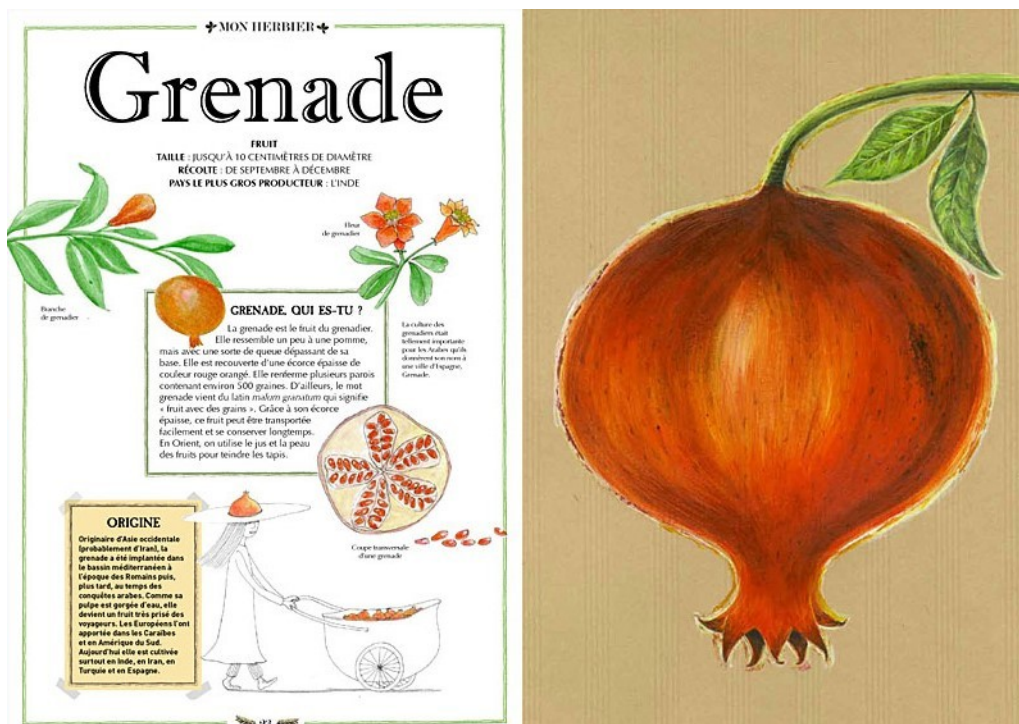 MON HERBIER
Grenade
FRUIT
TAILLE : JUSQU'À 10 CENTIMÈTRES DE DIAMÈTRE
RÉCOLTE : DE SEPTEMBRE À DÉCEMBRE
PAYS LE PLUS GROS PRODUCTEUR : L'INDE
Fleur
de grenadier
Branche
de grenadier
GRENADE, QUI ES-TU ?
La grenade est le fruit du grenadier.
Elle ressemble un peu à une pomme,
mais avec une sorte de queue dépassant de sa
base. Elle est recouverte d'une écorce épaisse de
couleur rouge orangé. Elle renferme plusieurs parois
contenant environ 500 graines. D'ailleurs, le mot
grenade vient du latin malum granatum qui signifie
« fruit avec des grains ». Grâce à son écorce
épaisse, ce fruit peut être transportée
facilement et se conserver longtemps.
En Orient, on utilise le jus et la peau
des fruits pour teindre les tapis.
La culture des
grenadiers était
tellement importante
pour les Arabes qu'ils
donnèrent son nom à
une ville d'Espagne,
Grenade.
Coupe transversale
d'une grenade
ORIGINE
Originaire d'Asie occidentale
(probablement d'Iran), la
grenade a été implantée dans
le bassin méditerranéen à
l'époque des Romains puis,
plus tard, au temps des
conquêtes arabes. Comme sa
pulpe est gorgée d'eau, elle
devient un fruit très prisé des
voyageurs. Les Européens l'ont
apportée dans les Caraïbes
et en Amérique du Sud.
Aujourd'hui elle est cultivée
surtout en Inde, en Iran, en
Turquie et en Espagne.